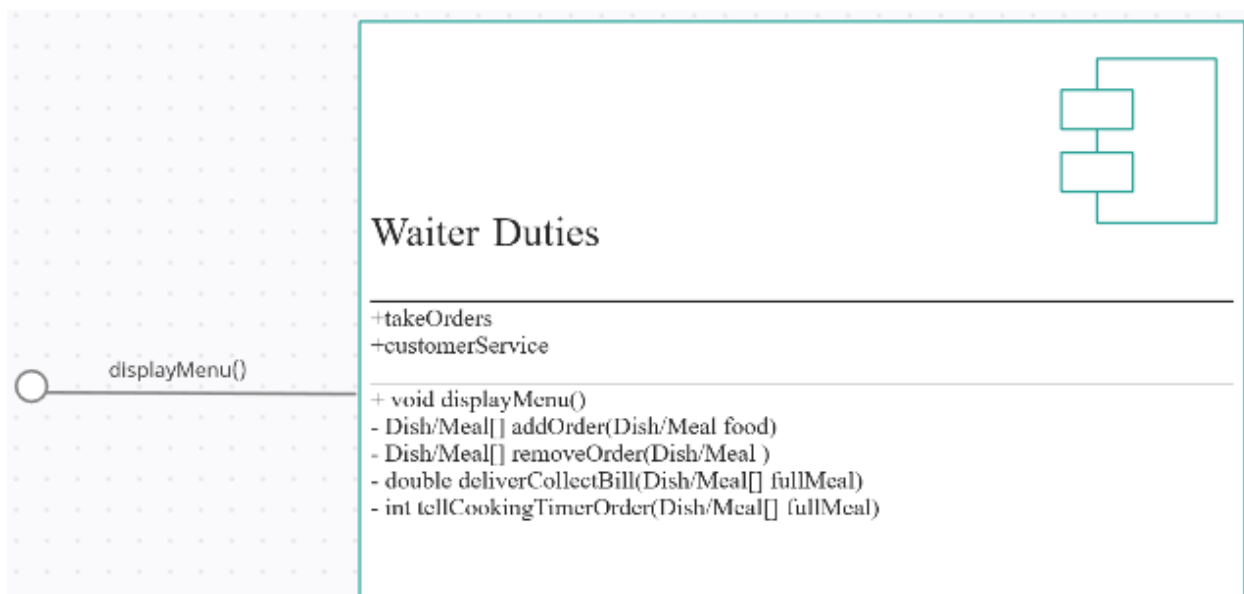 Waiter Duties
+takeOrders
+customerService
displayMenu()
+ void displayMenu()
- Dish/Meal[] addOrder(Dish/Meal food)
- Dish/Meal[] removeOrder(Dish/Meal )
- double deliverCollectBill(Dish/Meal[] fullMeal)
- int tellCookingTimerOrder(Dish/Meal[] fullMeal)